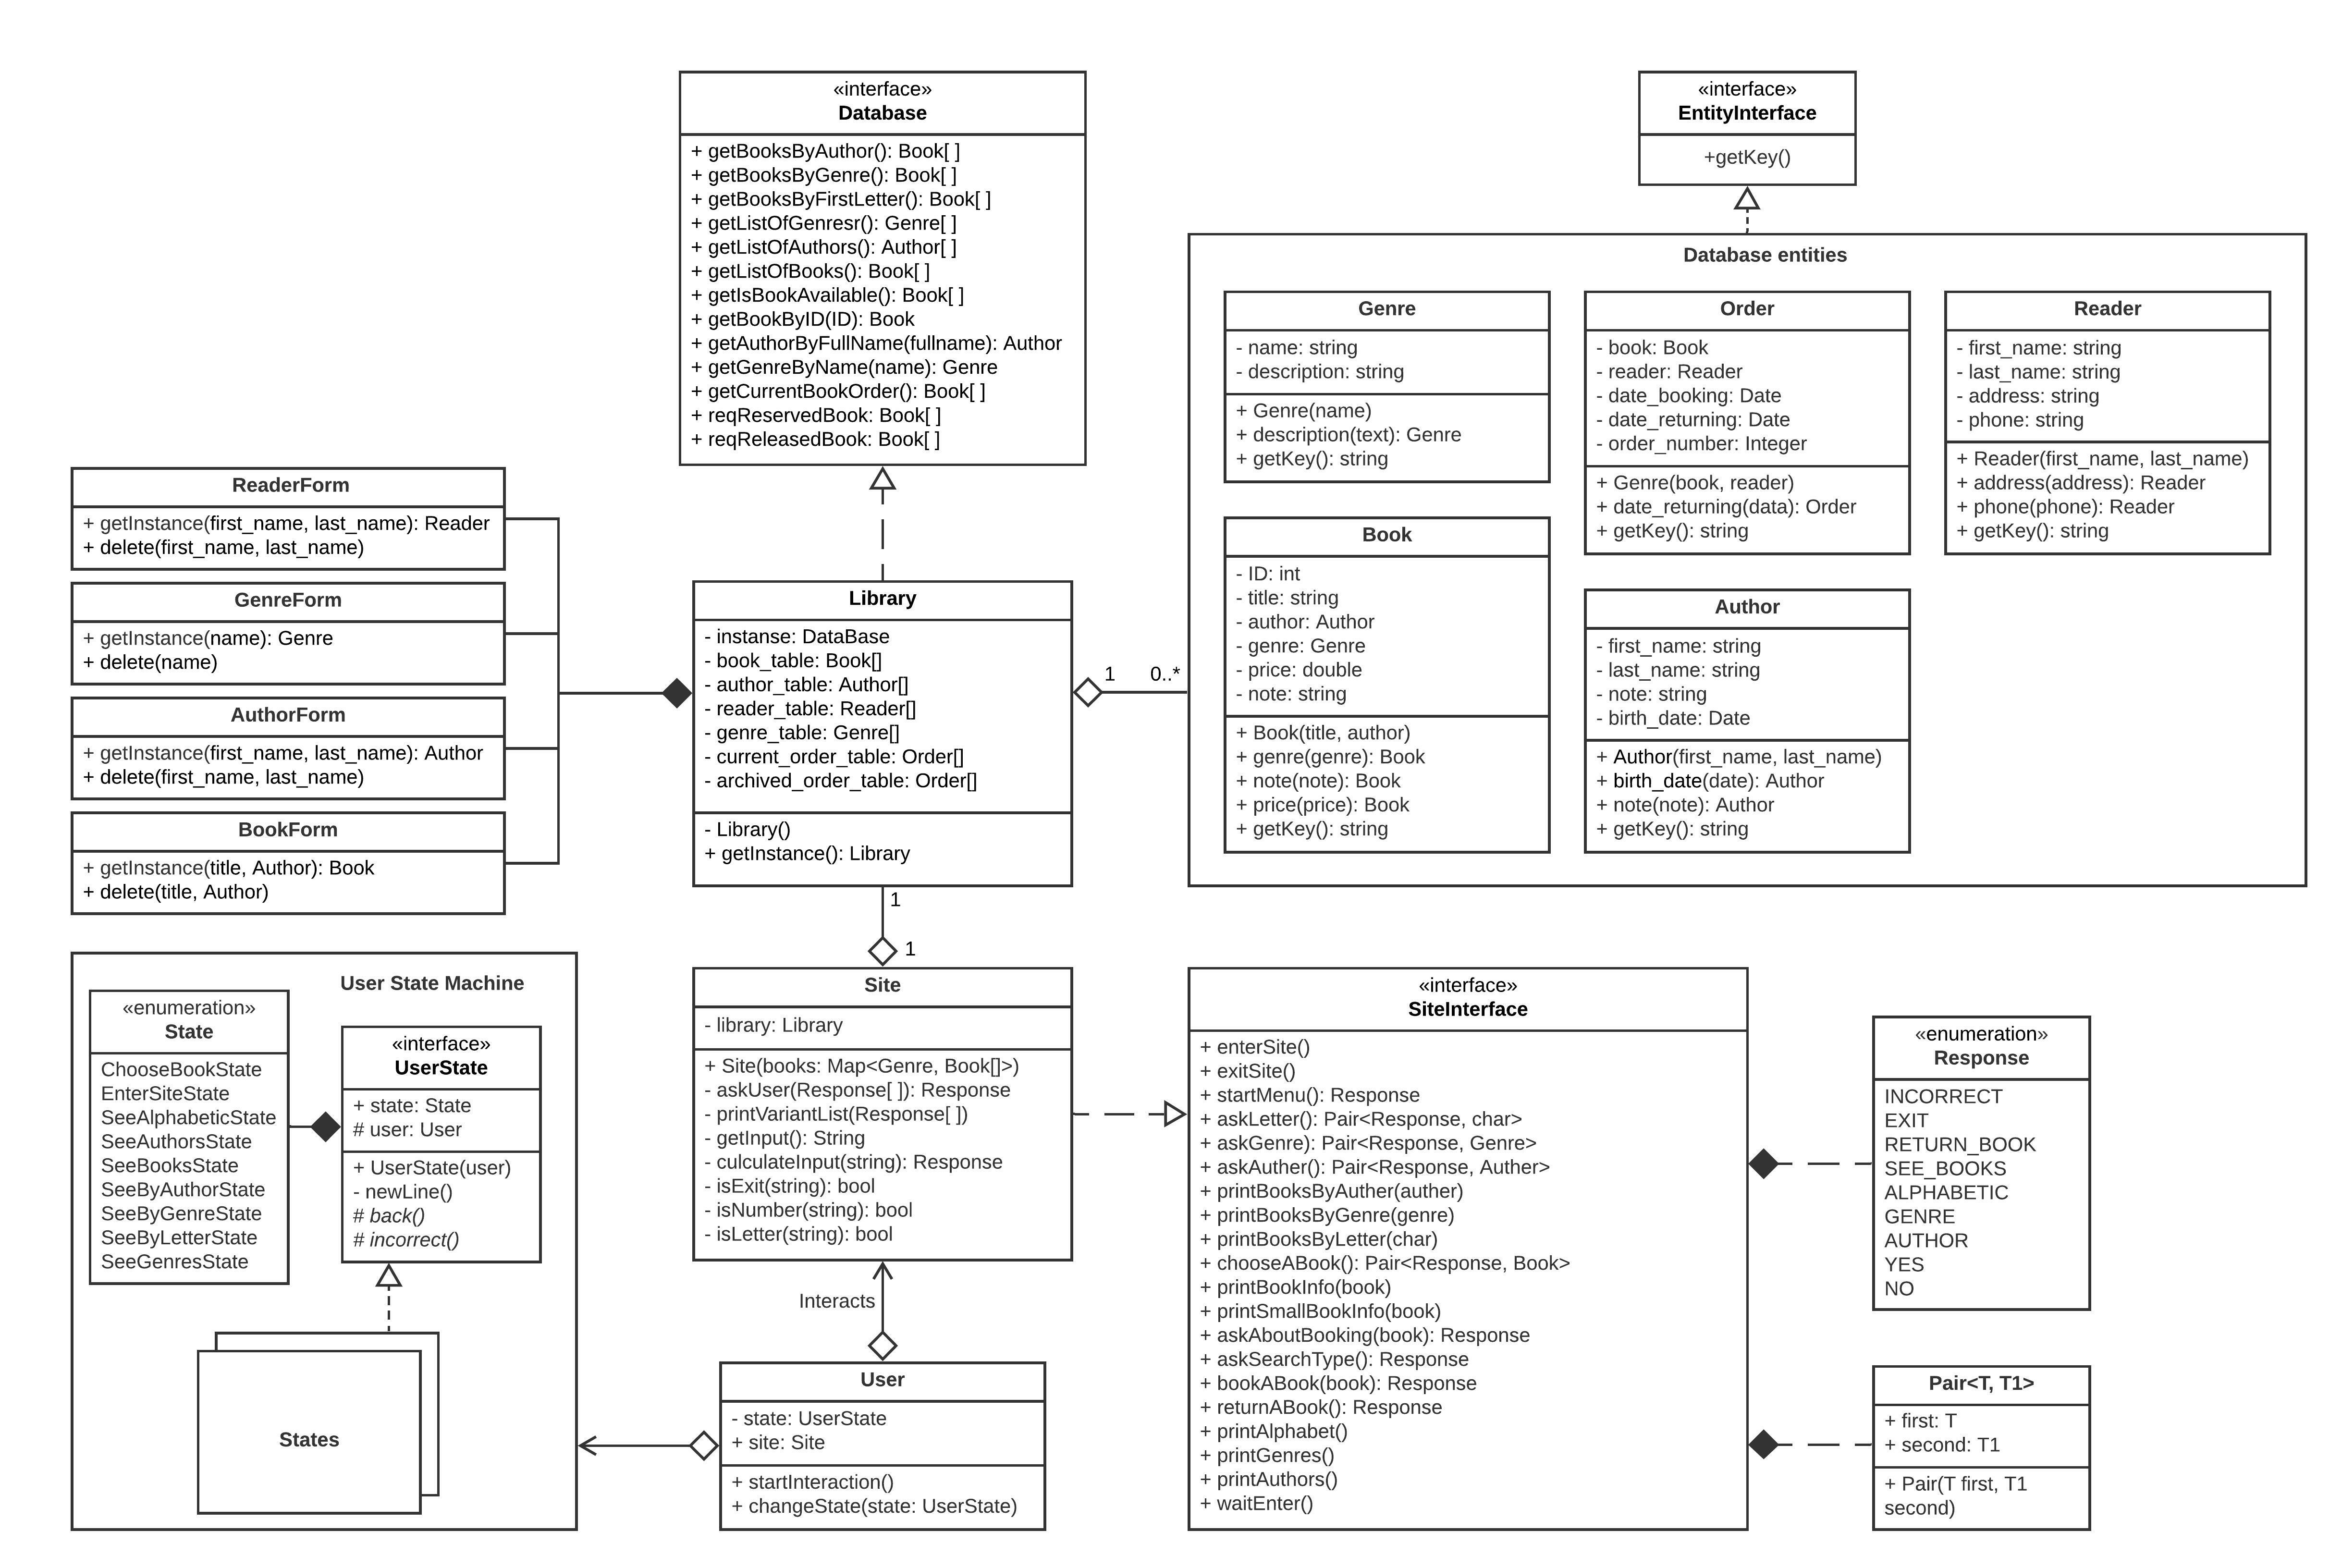 «interface»
Database
+ getBooksByAuthor(): Book[ ]
+ getBooksByGenre(): Book[ ]
+ getBooksByFirstLetter(): Book[ ]
+ getListOfGenresr(): Genre[ ]
+ getListOfAuthors(): Author[ ]
+ getListOfBooks(): Book[ ]
+ getIsBookAvailable(): Book[ ]
+ getBookByID(ID): Book
+ getAuthorByFullName(fullname): Author
+ getGenreByName(name): Genre
+ getCurrentBookOrder(): Book[ ]
+ reqReservedBook: Book[ ]
+ reqReleasedBook: Book[ ]
«interface»
EntityInterface
+getKey()
Database entities
Genre
- name: string
- description: string
+ Genre(name)
+ description(text): Genre
+ getKey(): string
Order
- book: Book
- reader: Reader
- date_booking: Date
- date_returning: Date
- order_number: Integer
+ Genre(book, reader)
+ date_returning(data): Order
+ getKey(): string
Reader
- first_name: string
- last_name: string
- address: string
- phone: string
+ Reader(first_name, last_name)
+ address(address): Reader
+ phone(phone): Reader
+ getKey(): string
Book
- ID: int
- title: string
- author: Author
- genre: Genre
- price: double
- note: string
+ Book(title, author)
+ genre(genre): Book
+ note(note): Book
+ price(price): Book
+ getKey(): string
Author
- first_name: string
- last_name: string
- note: string
- birth_date: Date
+ Author(first_name, last_name)
+ birth_date(date): Author
+ note(note): Author
+ getKey(): string
ReaderForm
+ getInstance(first_name, last_name): Reader
+ delete(first_name, last_name)
GenreForm
+ getInstance(name): Genre
+ delete(name)
AuthorForm
+ getInstance(first_name, last_name): Author
+ delete(first_name, last_name)
BookForm
+ getInstance(title, Author): Book
+ delete(title, Author)
Library
- instanse: DataBase
- book_table: Book[]
- author_table: Author[]
- reader_table: Reader[]
- genre_table: Genre[]
- current_order_table: Order[]
- archived_order_table: Order[]
- Library()
+ getInstance(): Library
1
0..*
1
1
User State Machine
«enumeration»
State
ChooseBookState
EnterSiteState
SeeAlphabeticState
SeeAuthorsState
SeeBooksState
SeeByAuthorState
SeeByGenreState
SeeByLetterState
SeeGenresState
«interface»
UserState
+ state: State
# user: User
+ UserState(user)
- newLine()
# back()
# incorrect()
States
Site
- library: Library
+ Site(books: Map<Genre, Book[]>)
- askUser(Response[ ]): Response
- printVariantList(Response[ ])
- getInput(): String
- culculateInput(string): Response
- isExit(string): bool
- isNumber(string): bool
- isLetter(string): bool
Interacts
User
- state: UserState
+ site: Site
+ startInteraction()
+ changeState(state: UserState)
«interface»
SiteInterface
+ enterSite()
+ exitSite()
+ startMenu(): Response
+ askLetter(): Pair<Response, char>
+ askGenre): Pair<Response, Genre>
+ askAuther(): Pair<Response, Auther>
+ printBooksByAuther(auther)
+ printBooksByGenre(genre)
+ printBooksByLetter(char)
+ chooseABook(): Pair<Response, Book>
+ printBookInfo(book)
+ printSmallBookInfo(book)
+ askAboutBooking(book): Response
+ askSearchType(): Response
+ bookABook(book): Response
+ returnABook(): Response
+ printAlphabet()
+ printGenres()
+ printAuthors()
+ waitEnter()
«enumeration»
Response
INCORRECT
EXIT
RETURN_BOOK
SEE_BOOKS
ALPHABETIC
GENRE
AUTHOR
YES
NO
Pair<T, T1>
+ first: T
+ second: T1
+ Pair(T first, T1
second)